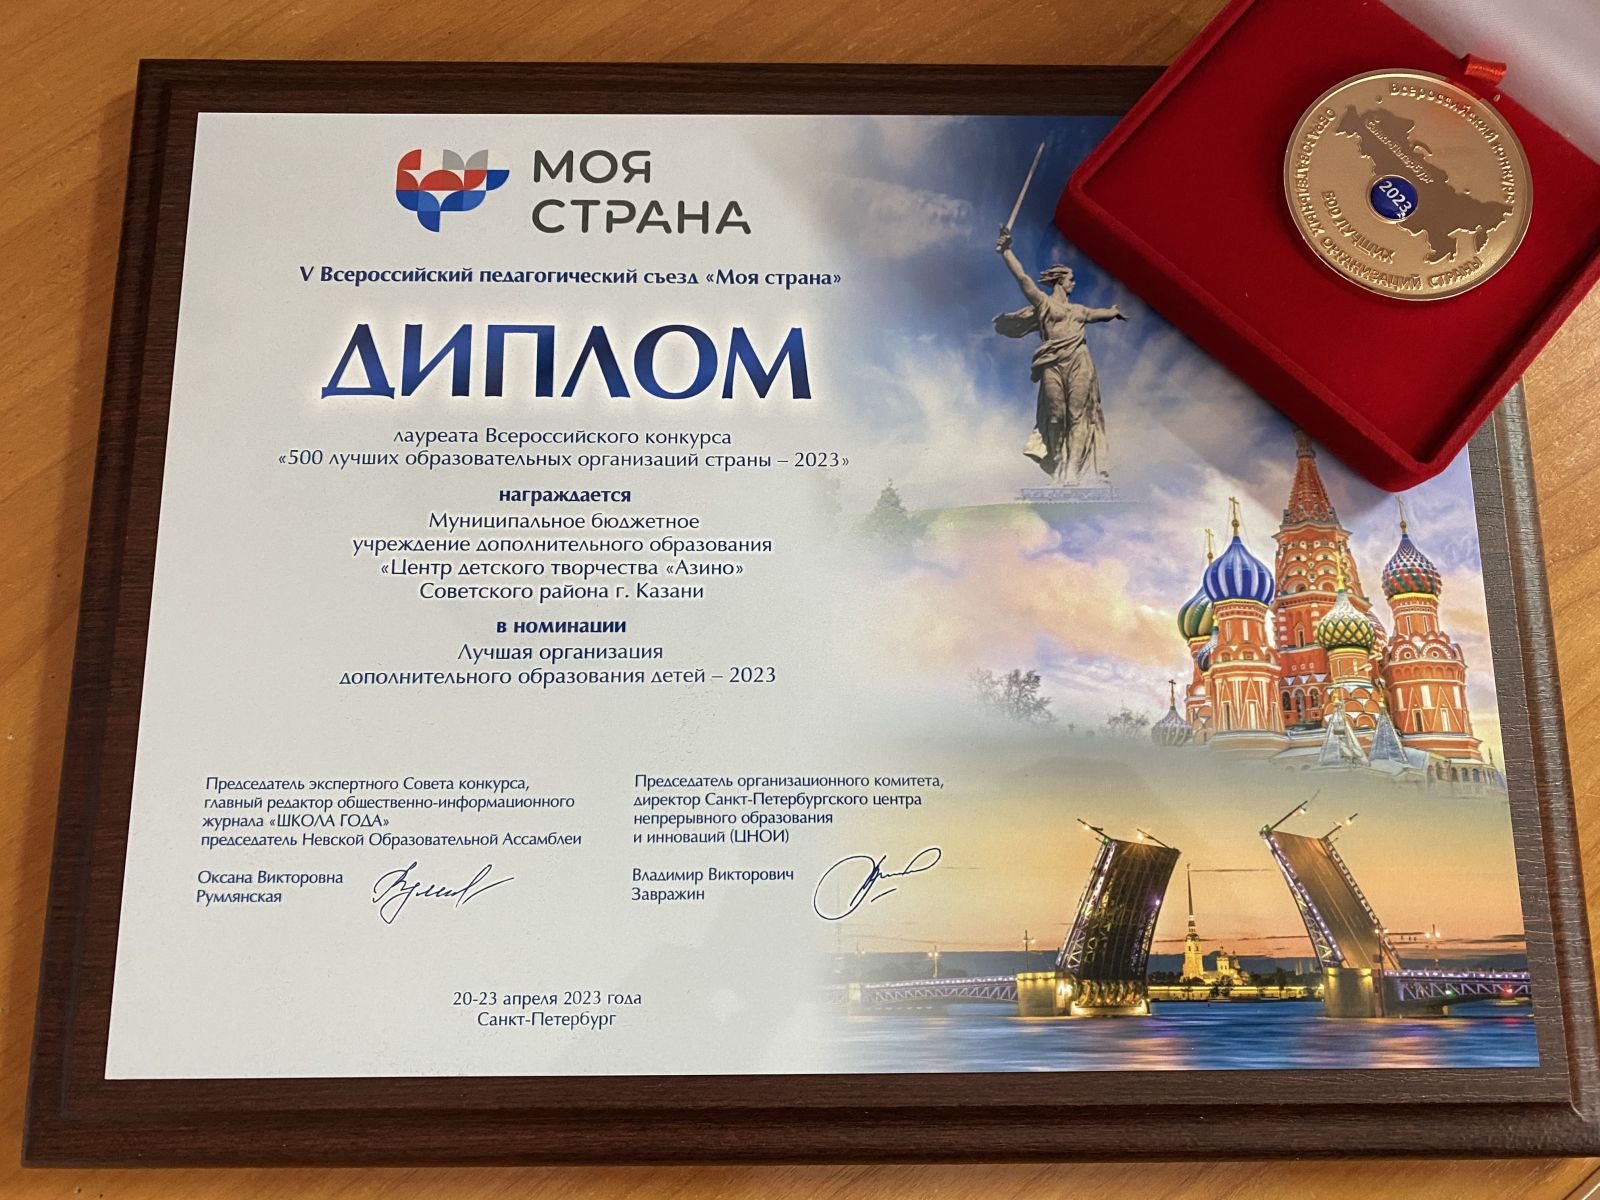 МОЯ
СТРАНА
V Всероссийский педагогический съезд «Моя страна»
ДИПЛОМ
лауреата Всероссийского конкурса
«500 лучших образовательных организаций страны – 2023»
награждается
Муниципальное бюджетное
учреждение дополнительного образования
«Центр детского творчества «Азино»
Советского района г. Казани
в номинации
Лучшая организация
дополнительного образования детей – 2023
Председатель экспертного Совета конкурса,
главный редактор общественно-информационного
журнала «ШКОЛА ГОДА»
председатель Невской Образовательной Ассамблеи
Оксана Викторовна
Румлянская
Председатель организационного комитета,
директор Санкт-Петербургского центра
непрерывного образования
и инноваций (ЦНОИ)
Владимир Викторович
Завражин
20-23 апреля 2023 года
Санкт-Петербург
Всероссийский конкурс
Санкт-Петербург
2023
500 ЛУЧШИХ
ОБРАЗОВАТЕЛЬНЫХ ОРГАНИЗАЦИЙ СТРАНЫ